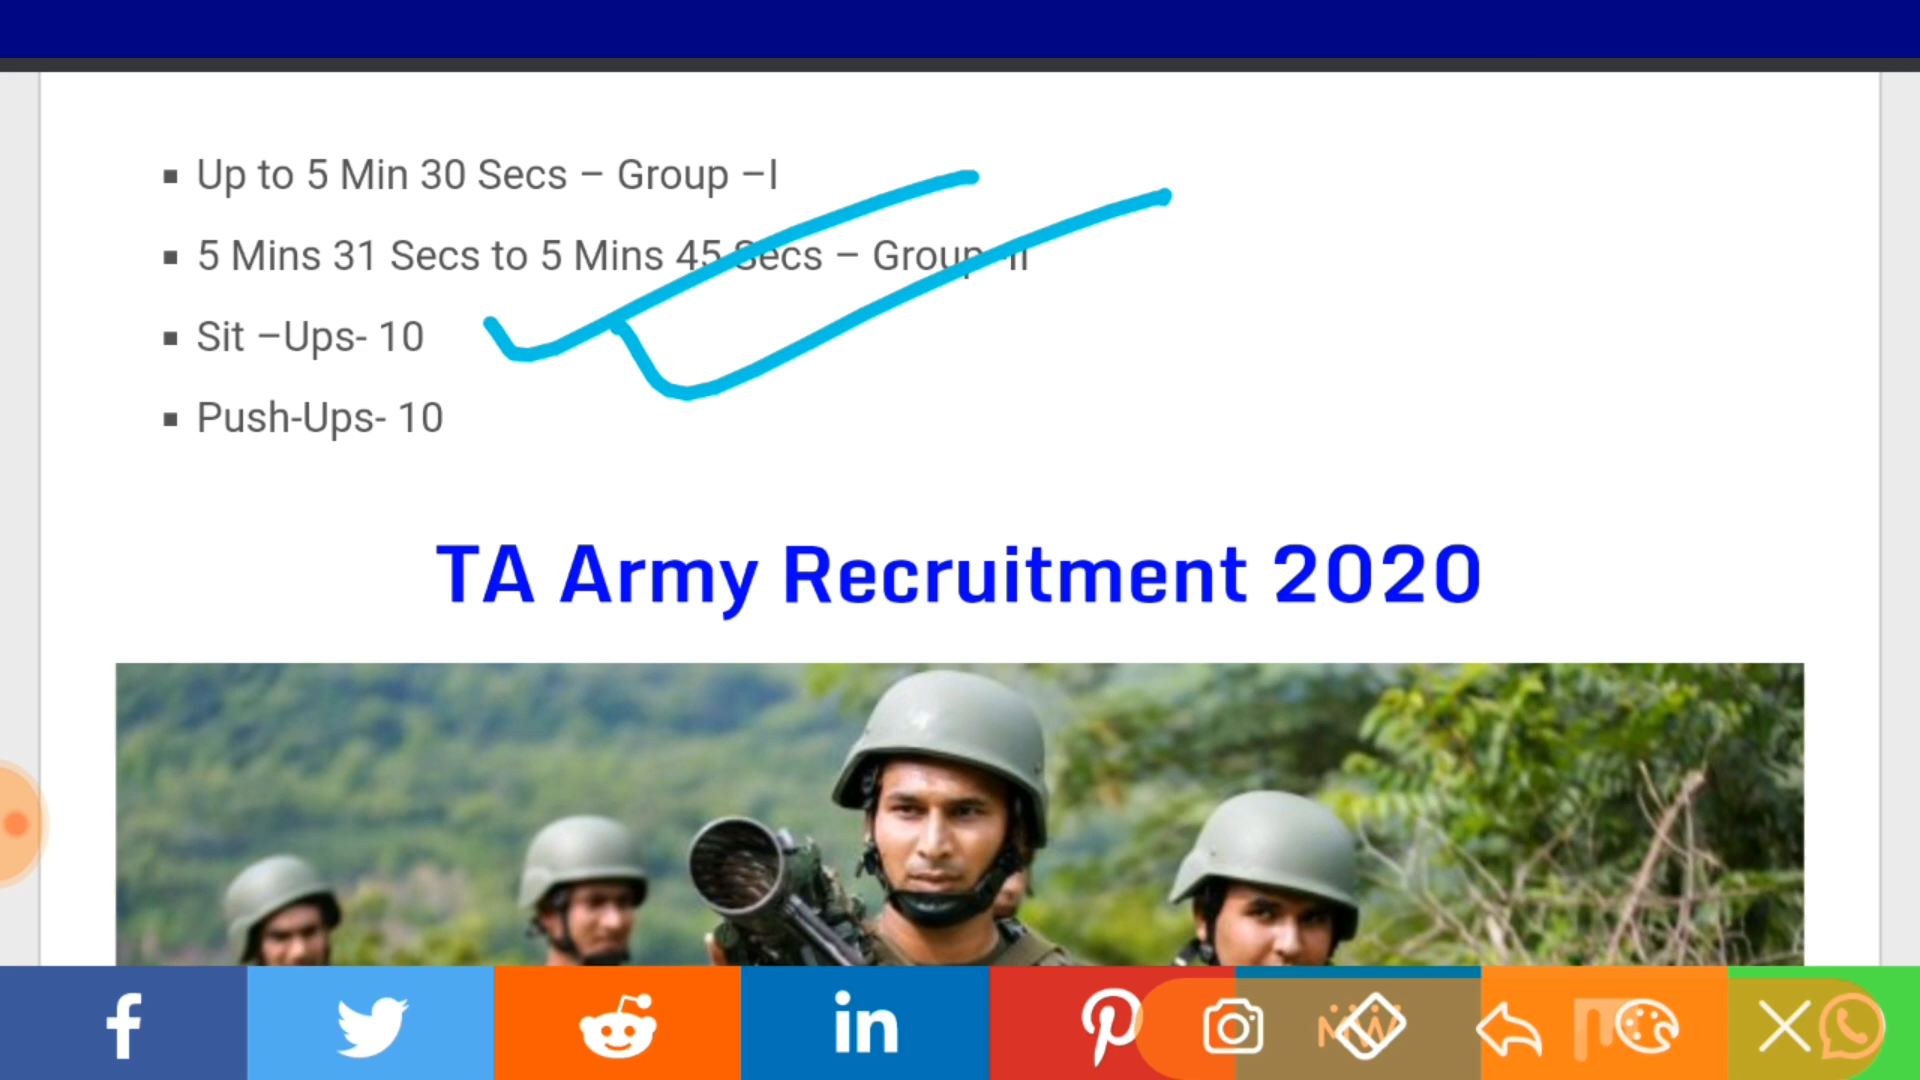 Up to 5 Min 30 Secs – Group –I
5 Mins 31 Secs to 5 Mins 45 Secs – Group -II
Sit –Ups- 10
Push-Ups- 10
TA Army Recruitment 2020